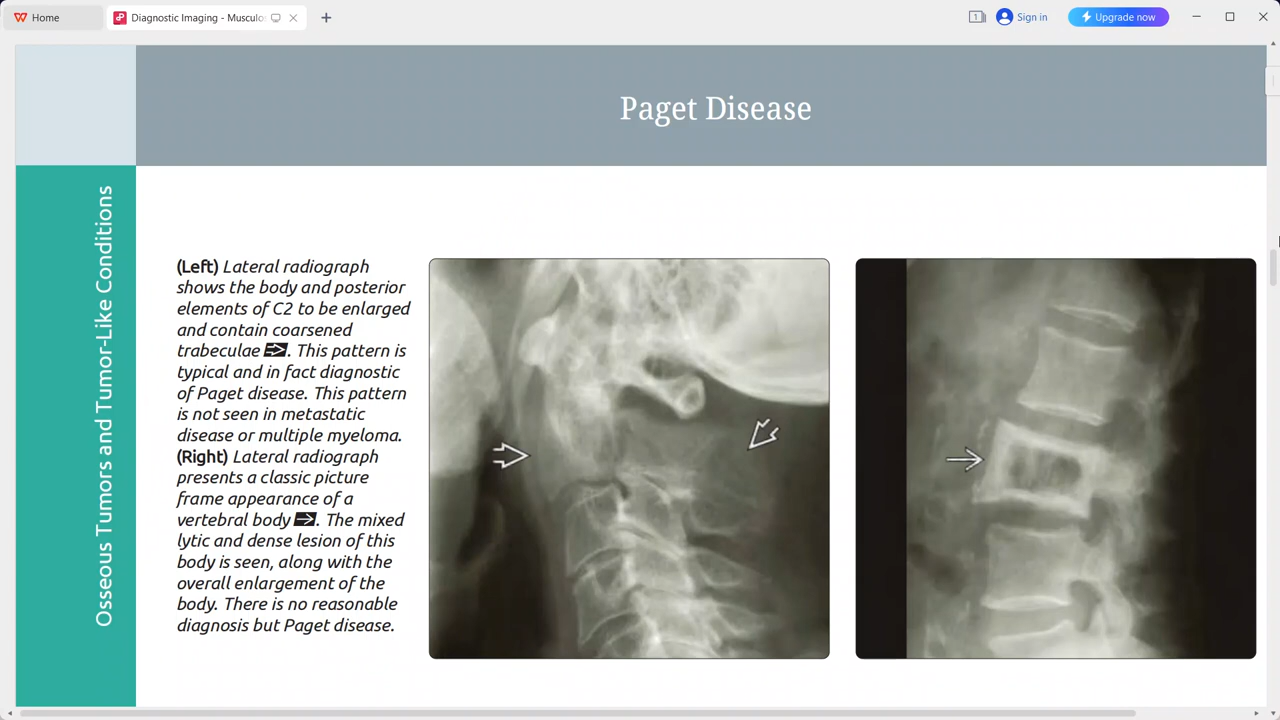 Home
Diagnostic Imaging - Musculos
1
Sign in
Upgrade now
Paget Disease
Osseous Tumors and Tumor-Like Conditions
(Left) Lateral radiograph
shows the body and posterior
elements of C2 to be enlarged
and contain coarsened
trabeculae. This pattern is
typical and in fact diagnostic
of Paget disease. This pattern
is not seen in metastatic
disease or multiple myeloma.
(Right) Lateral radiograph
presents a classic picture
frame appearance of a
vertebral body. The mixed
lytic and dense lesion of this
body is seen, along with the
overall enlargement of the
body. There is no reasonable
diagnosis but Paget disease.